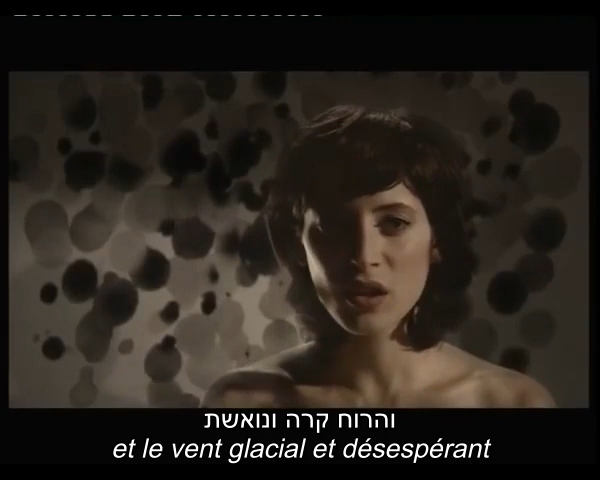 והרוח קרה ונואשת
et le vent glacial et désespérant